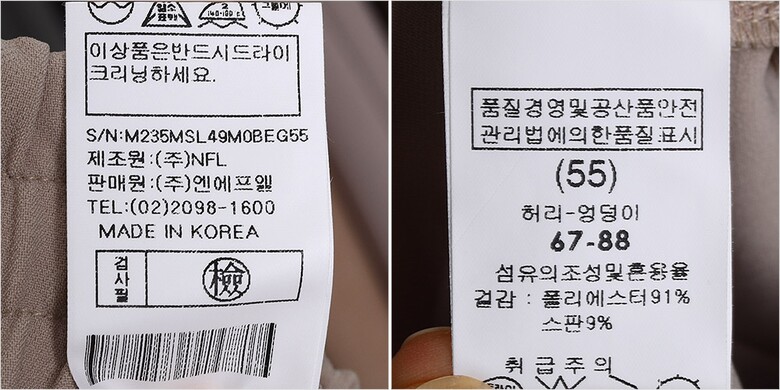 이상품은반드시드라이
크리닝하세요.
S/N:M235MSL49M0BEG55
제조원:(주)NFL
판매원:(주)엔에프엘
TEL:(02)2098-1600
MADE IN KOREA
검사필
檢
품질경영및공산품안전
관리법에의한품질표시
(55)
허리-엉덩이
67-88
섬유의조성및혼용율
겉감 : 폴리에스터91%
스판9%
취급주의